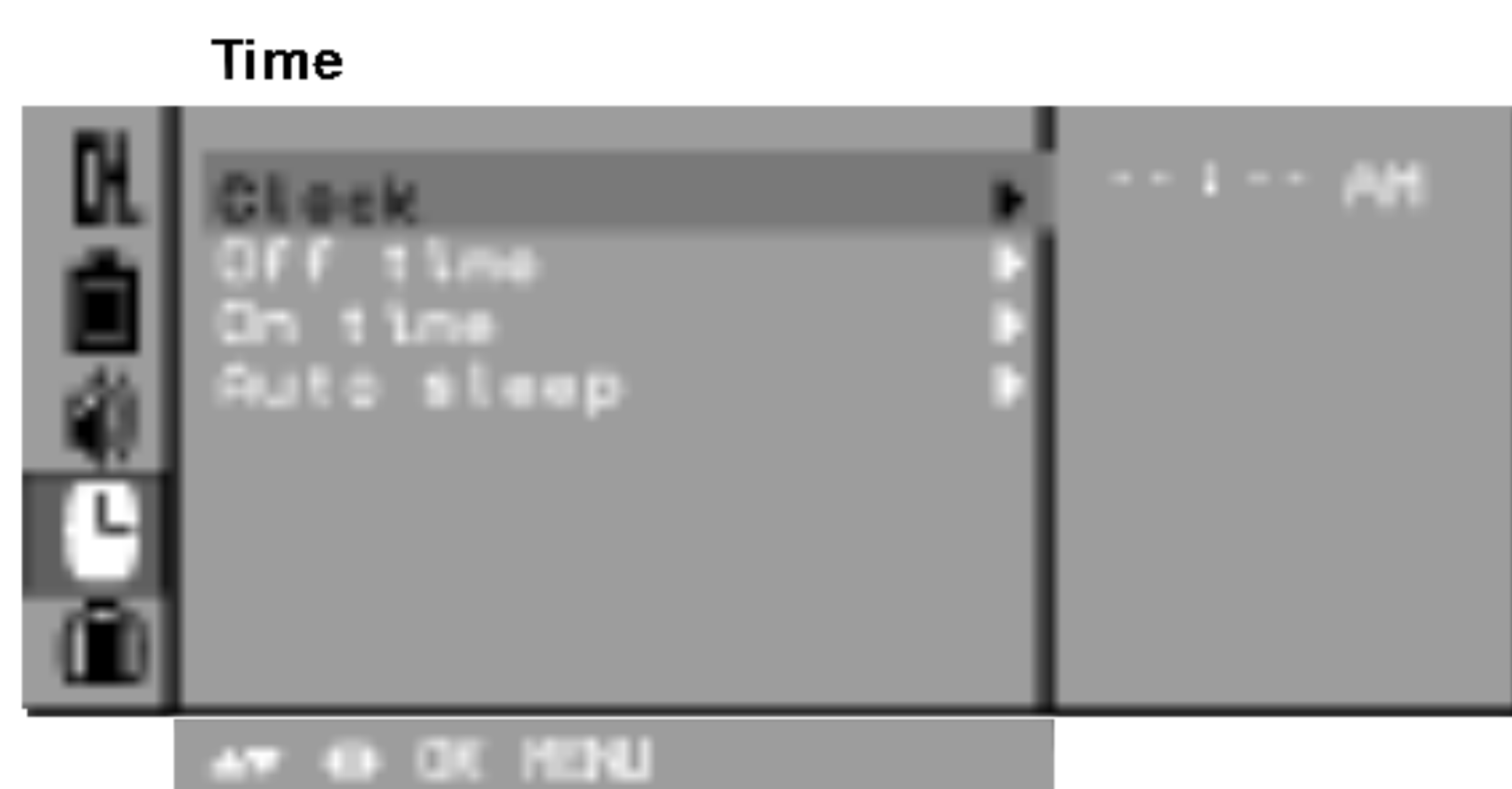 Time
Clock ▶ --:-- AM
Off time ▶
On time ▶
Auto sleep ▶
▲▼ ◀▶ OK MENU